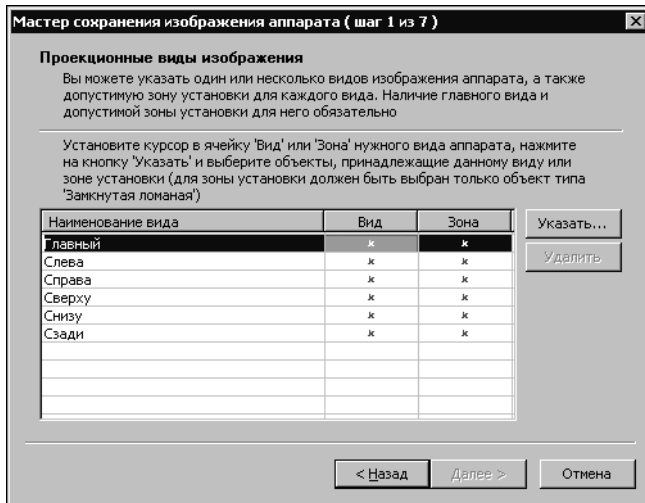 Мастер сохранения изображения аппарата ( шаг 1 из 7 )
Проекционные виды изображения
Вы можете указать один или несколько видов изображения аппарата, а также
допустимую зону установки для каждого вида. Наличие главного вида и
допустимой зоны установки для него обязательно
Установите курсор в ячейку 'Вид' или 'Зона' нужного вида аппарата, нажмите
на кнопку 'Указать' и выберите объекты, принадлежащие данному виду или
зоне установки (для зоны установки должен быть выбран только объект типа
'Замкнутая ломаная')
Наименование вида Вид Зона
Главный
Слева
Справа
Сверху
Снизу
Сзади
Указать...
Удалить
< Назад Далее > Отмена